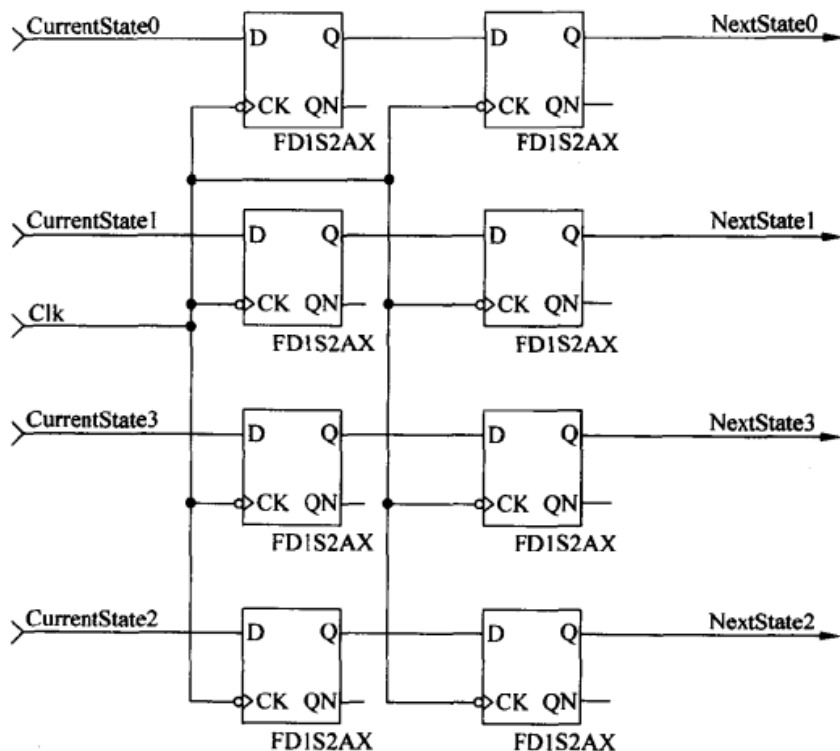 CurrentState0
NextState0
D Q D Q
CK QN CK QN
FD1S2AX FD1S2AX
CurrentState1
NextState1
D Q D Q
Clk
CK QN CK QN
FD1S2AX FD1S2AX
CurrentState3
NextState3
D Q D Q
CK QN CK QN
FD1S2AX FD1S2AX
CurrentState2
NextState2
D Q D Q
CK QN CK QN
FD1S2AX FD1S2AX